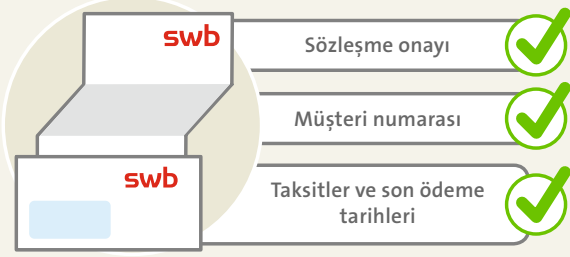 swb
Sözleşme onayı
Müşteri numarası
swb
Taksitler ve son ödeme
tarihleri